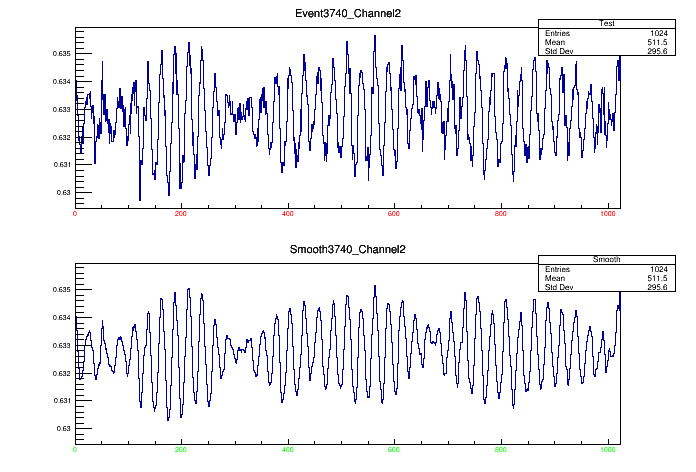 Event3740_Channel2
Test
Entries 1024
Mean 511.5
Std Dev 295.6
0.635
0.634
0.633
0.632
0.631
0.63
0 200 400 600 800 1000
Smooth3740_Channel2
Smooth
Entries 1024
Mean 511.5
Std Dev 295.6
0.635
0.634
0.633
0.632
0.631
0.63
0 200 400 600 800 1000